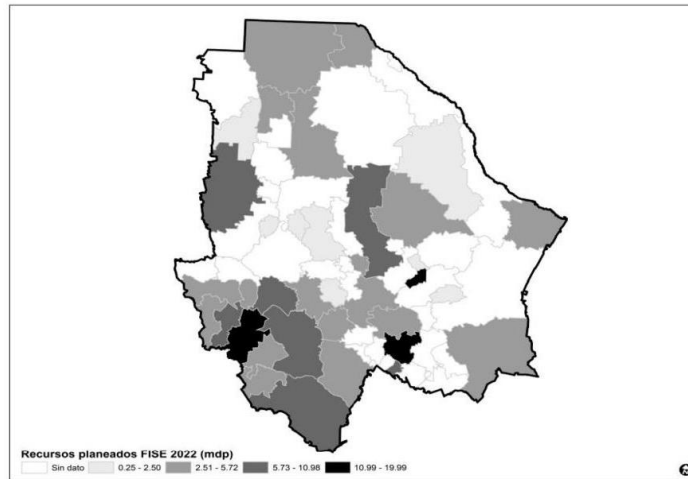 Recursos planeados FISE 2022 (mdp)
Sin dato 0.25 - 2.50 2.51 - 5.72 5.73 - 10.98 10.99 - 19.99